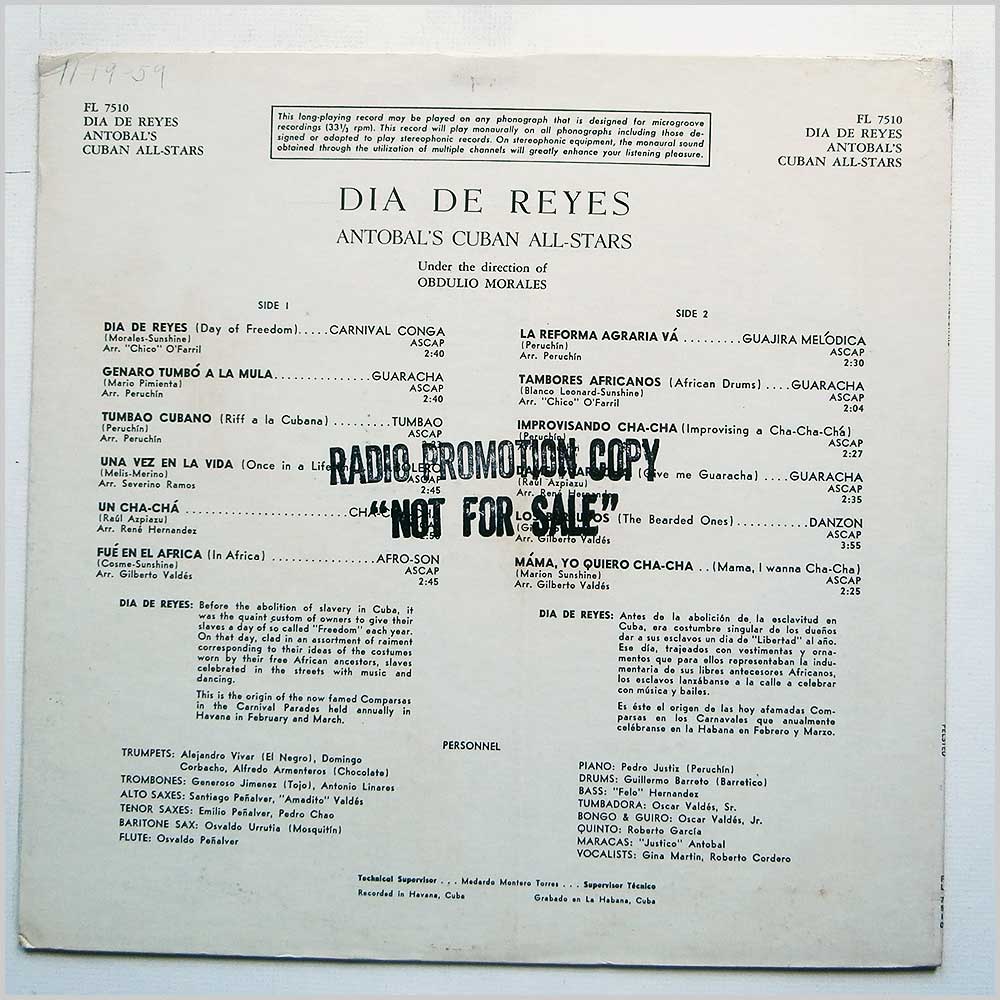 11-19-59
FL 7510
DIA DE REYES
ANTOBAL'S
CUBAN ALL-STARS
This long-playing record may be played on any phonograph that is designed for microgroove
recordings (33⅓ rpm). This record will play monaurally on all phonographs including those de-
signed or adapted to play stereophonic records. On stereophonic equipment, the monaural sound
obtained through the utilization of multiple channels will greatly enhance your listening pleasure.
FL 7510
DIA DE REYES
ANTOBAL'S
CUBAN ALL-STARS
DIA DE REYES
ANTOBAL'S CUBAN ALL-STARS
Under the direction of
OBDULIO MORALES
SIDE 1
DIA DE REYES (Day of Freedom).....CARNIVAL CONGA
(Morales-Sunshine) ASCAP
Arr. "Chico" O'Farril 2:40
GENARO TUMBÓ A LA MULA..............GUARACHA
(Mario Pimienta) ASCAP
Arr. Peruchín 2:40
TUMBAO CUBANO (Riff a la Cubana) .........TUMBAO
(Peruchín) ASCAP
Arr. Peruchín
UNA VEZ EN LA VIDA (Once in a BOLERO
(Melis-Merino) ASCAP
Arr. Severino Ramos 2:45
UN CHA-CHÁ
(Raúl Azpiazu)
Arr. René Hernandez
FUÉ EN EL AFRICA (In Africa) ...............AFRO-SON
(Cosme-Sunshine) ASCAP
Arr. Gilberto Valdés 2:45
SIDE 2
LA REFORMA AGRARIA VÁ .........GUAJIRA MELÓDICA
(Peruchín) ASCAP
Arr. Peruchín 2:30
TAMBORES AFRICANOS (African Drums) ....GUARACHA
(Blanco Leonard-Sunshine) ASCAP
Arr. "Chico" O'Farril 2:04
IMPROVISANDO CHA-CHA (Improvising a Cha-Cha-Chá)
(Peruchín) ASCAP
2:27
me Guaracha) ....GUARACHA
(Raúl Azpiazu) ASCAP
Arr. René 2:35
(The Bearded Ones) ..........DANZON
ASCAP
Arr. Gilberto Valdés 3:55
MÁMA, YO QUIERO CHA-CHA ..(Mama, I wanna Cha-Cha)
(Marion Sunshine) ASCAP
Arr. Gilberto Valdés 2:25
RADIO PROMOTION COPY
"NOT FOR SALE"
DIA DE REYES: Before the abolition of slavery in Cuba, it
was the quaint custom of owners to give their
slaves a day of so called "Freedom" each year.
On that day, clad in an assortment of raiment
corresponding to their ideas of the costumes
worn by their free African ancestors, slaves
celebrated in the streets with music and
dancing.
This is the origin of the now famed Comparsas
in the Carnival Parades held annually in
Havana in February and March.
DIA DE REYES: Antes de la abolición de la esclavitud en
Cuba, era costumbre singular de los dueños
dar a sus esclavos un dia de "Libertad" al año.
Ese día, trajeados con vestimentas y orna-
mentos que para ellos representaban la indu-
mentaria de sus libres antecesores Africanos,
los esclavos lanzábanse a la calle a celebrar
con música y bailes.
Es éste el origen de las hoy afamadas Com-
parsas en los Carnavales que anualmente
celébranse en la Habana en Febrero y Marzo.
PERSONNEL
TRUMPETS: Alejandro Vivar (El Negro), Domingo
Corbacho, Alfredo Armenteros (Chocolate)
TROMBONES: Generoso Jimenez (Tojo), Antonio Linares
ALTO SAXES: Santiago Peñalver, "Amadito" Valdés
TENOR SAXES: Emilio Peñalver, Pedro Chao
BARITONE SAX: Osvaldo Urrutia (Mosquitín)
FLUTE: Osvaldo Peñalver
PIANO: Pedro Justiz (Peruchín)
DRUMS: Guillermo Barreto (Barretico)
BASS: "Felo" Hernandez
TUMBADORA: Oscar Valdés, Sr.
BONGO & GUIRO: Oscar Valdés, Jr.
QUINTO: Roberto García
MARACAS: "Justico" Antobal
VOCALISTS: Gina Martin, Roberto Cordero
Technical Supervisor . . . Medardo Montero Torres . . . Supervisor Técnico
Recorded in Havana, Cuba Grabado en La Habana, Cuba